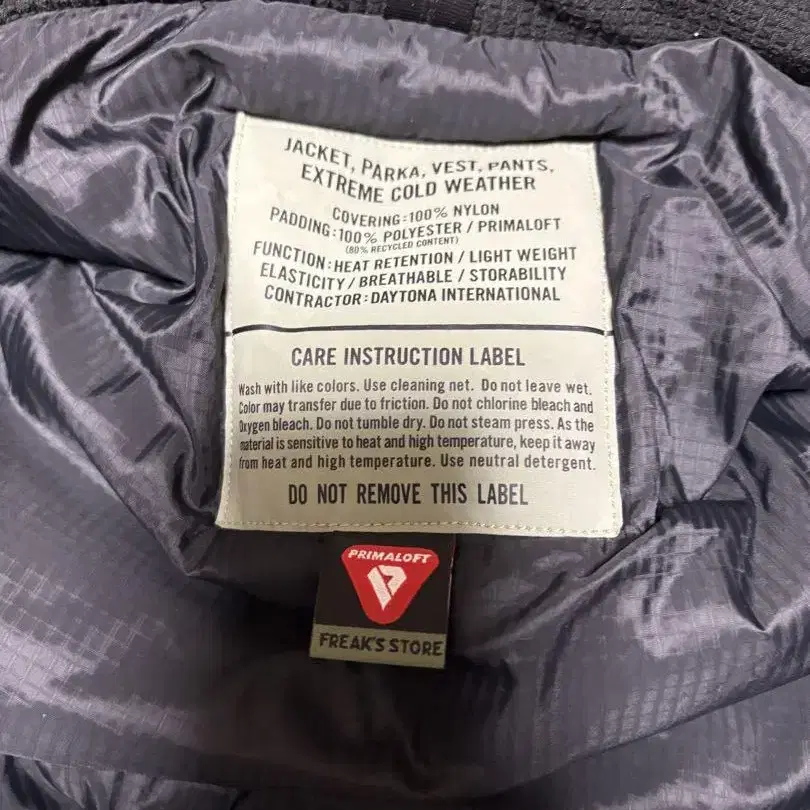 JACKET, PARKA, VEST, PANTS,
EXTREME COLD WEATHER
COVERING:100% NYLON
PADDING:100% POLYESTER / PRIMALOFT
(80% RECYCLED CONTENT)
FUNCTION:HEAT RETENTION / LIGHT WEIGHT
ELASTICITY / BREATHABLE / STORABILITY
CONTRACTOR:DAYTONA INTERNATIONAL
CARE INSTRUCTION LABEL
Wash with like colors. Use cleaning net. Do not leave wet.
Color may transfer due to friction. Do not chlorine bleach and
Oxygen bleach. Do not tumble dry. Do not steam press. As the
material is sensitive to heat and high temperature, keep it away
from heat and high temperature. Use neutral detergent.
DO NOT REMOVE THIS LABEL
PRIMALOFT
FREAK'S STORE